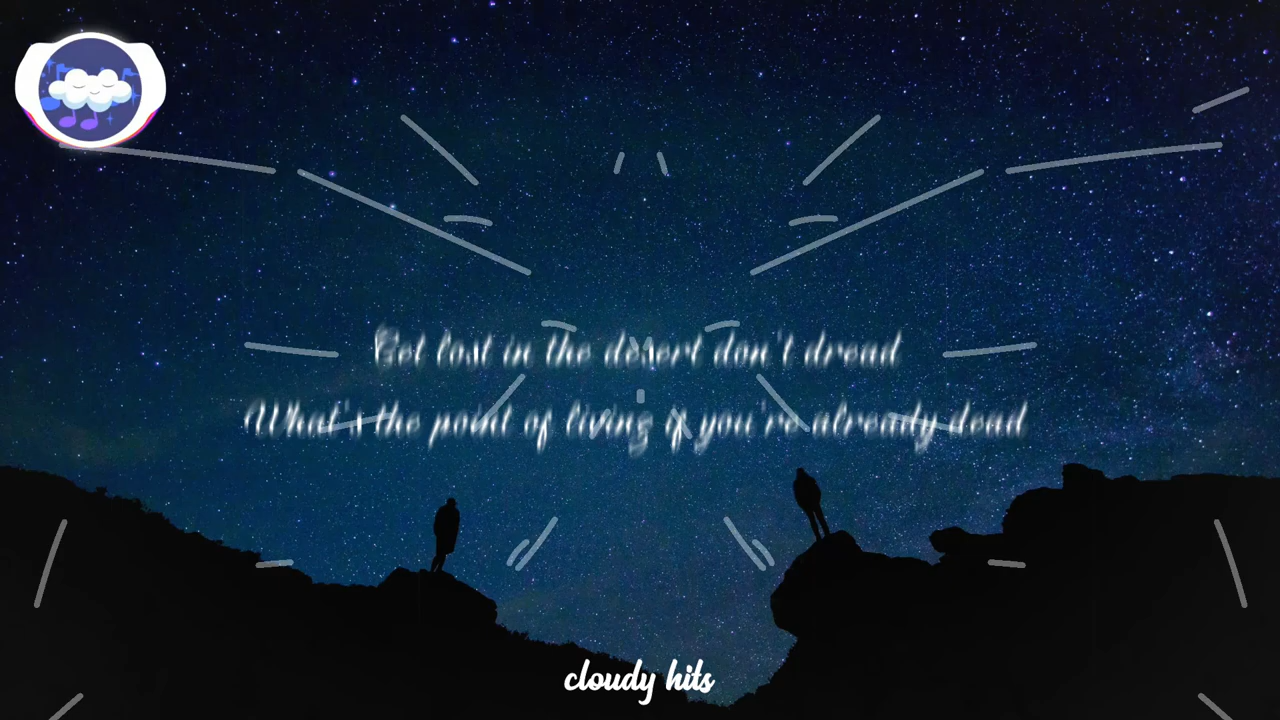 Get lost in the desert don't dread
What's the point of living if you're already dead
cloudy hits